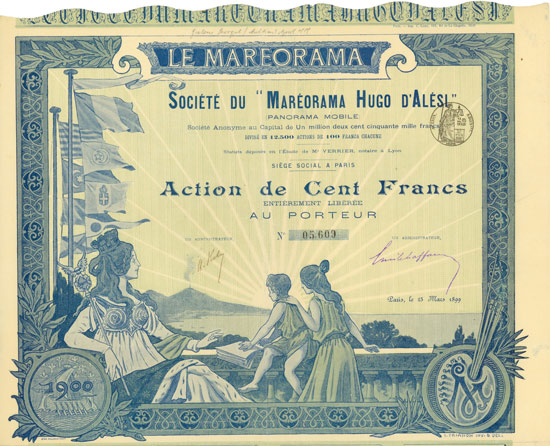 LE MARÉORAMA
SOCIÉTÉ DU "MARÉORAMA HUGO D'ALÉSI"
(PANORAMA MOBILE)
Société Anonyme au Capital de Un million deux cent cinquante mille francs
DIVISÉ EN 12.500 ACTIONS DE 100 FRANCS CHACUNE
Statuts déposés en l'Étude de Me VERRIER, notaire à Lyon
SIÈGE SOCIAL A PARIS
Action de Cent Francs
ENTIÈREMENT LIBÉRÉE
AU PORTEUR
No 05.609
UN ADMINISTRATEUR,
UN ADMINISTRATEUR,
Paris, le 15 Mars 1899
1900